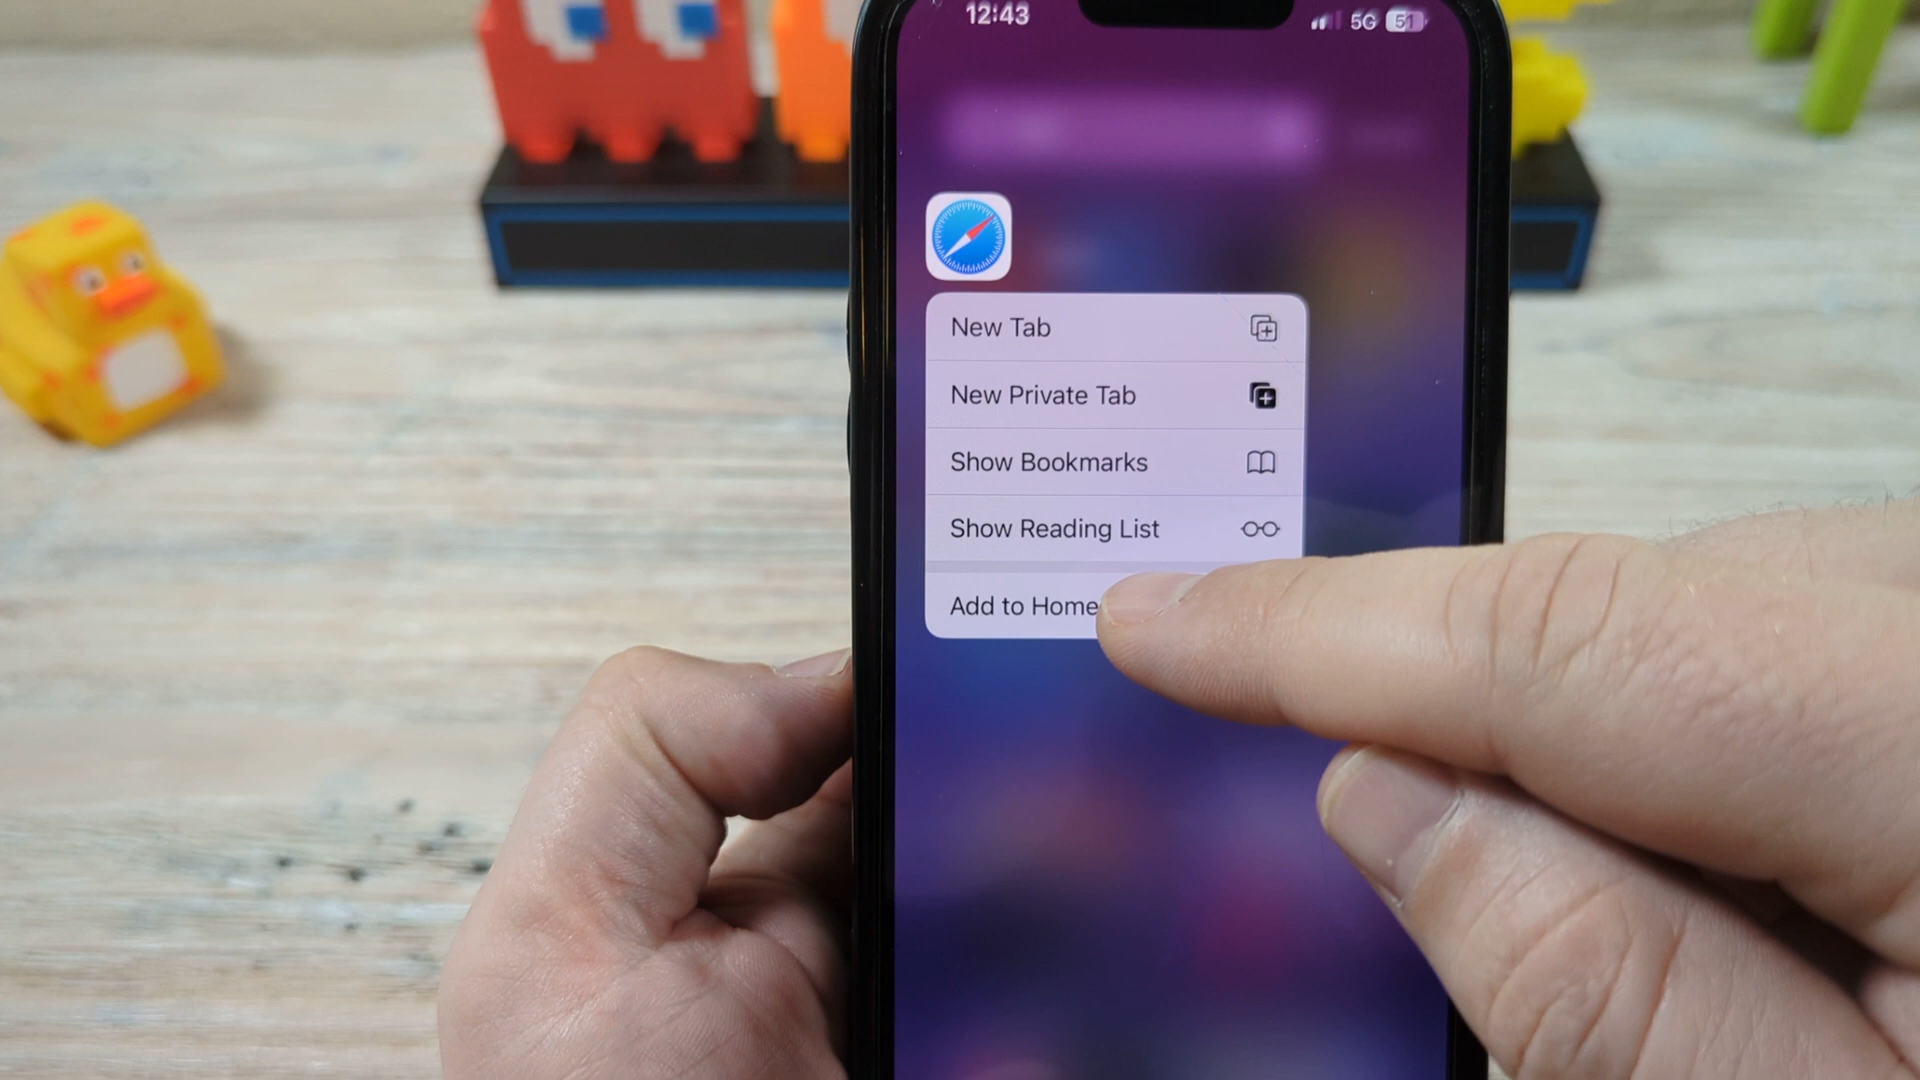 12:43
5G 51
New Tab
New Private Tab
Show Bookmarks
Show Reading List
Add to Home